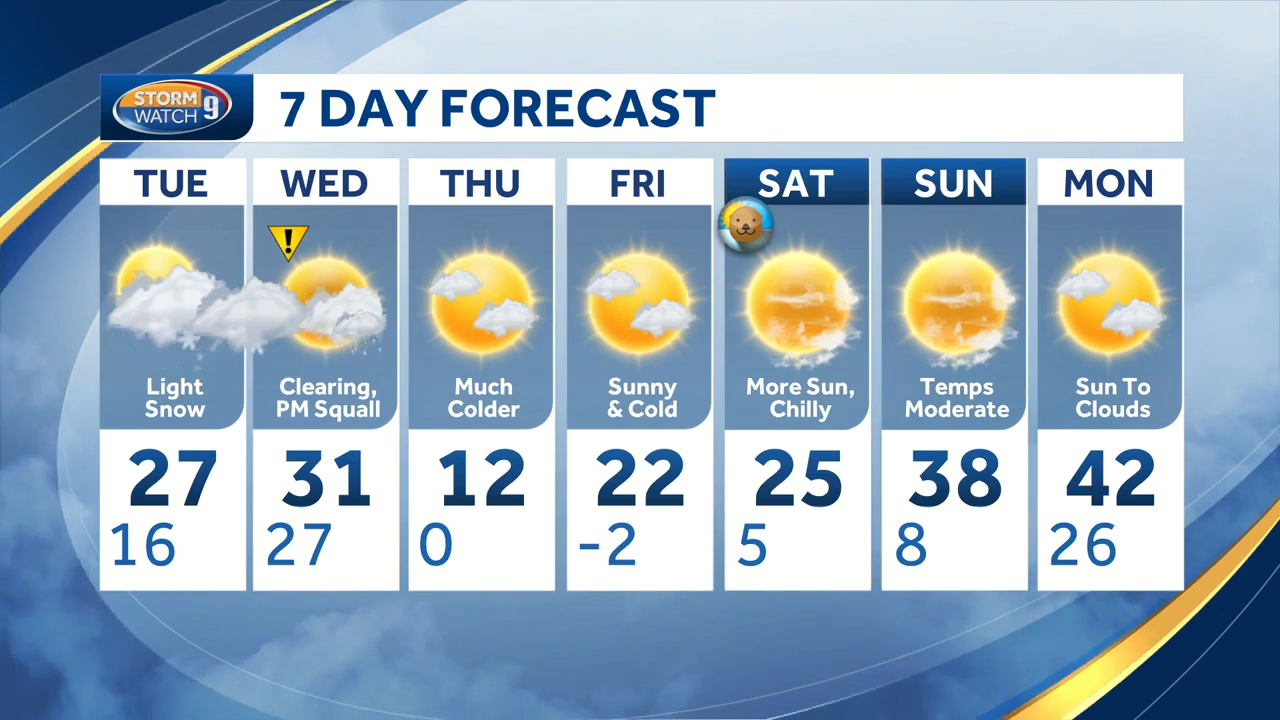 STORM
WATCH 9
7 DAY FORECAST
TUE
WED
THU
FRI
SAT
SUN
MON
!
Light
Snow
Clearing,
PM Squall
Much
Colder
Sunny
& Cold
More Sun,
Chilly
Temps
Moderate
Sun To
Clouds
27
31
12
22
25
38
42
16
27
0
-2
5
8
26